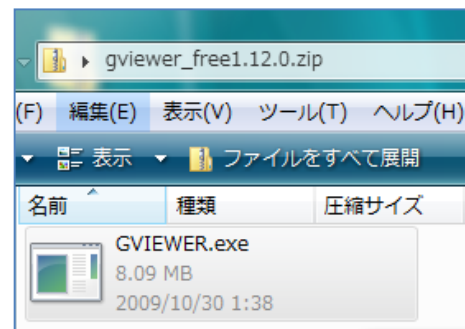 gviewer_free1.12.0.zip
(F) 編集(E) 表示(V) ツール(T) ヘルプ(H)
表示 ファイルをすべて展開
名前 種類 圧縮サイズ
GVIEWER.exe
8.09 MB
2009/10/30 1:38